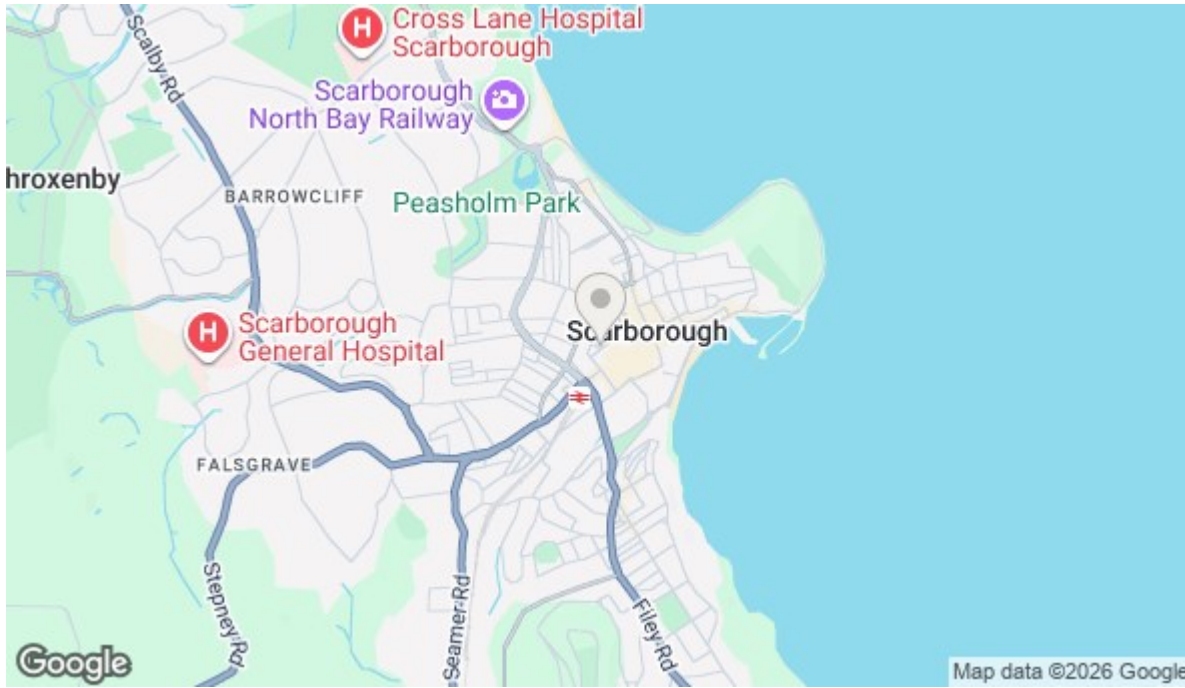 Cross Lane Hospital
Scarborough
Scalby Rd
Scarborough
North Bay Railway
hroxenby
BARROWCLIFF
Peasholm Park
Scarborough
Scarborough
General Hospital
FALSGRAVE
Stepney Rd
Seamer Rd
Filey Rd
Google
Map data ©2026 Google